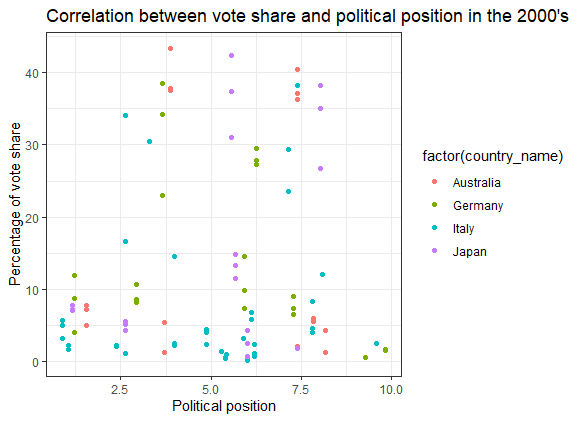 Correlation between vote share and political position in the 2000's
Percentage of vote share
40
30
20
10
0
2.5
5.0
7.5
10.0
Political position
factor(country_name)
Australia
Germany
Italy
Japan